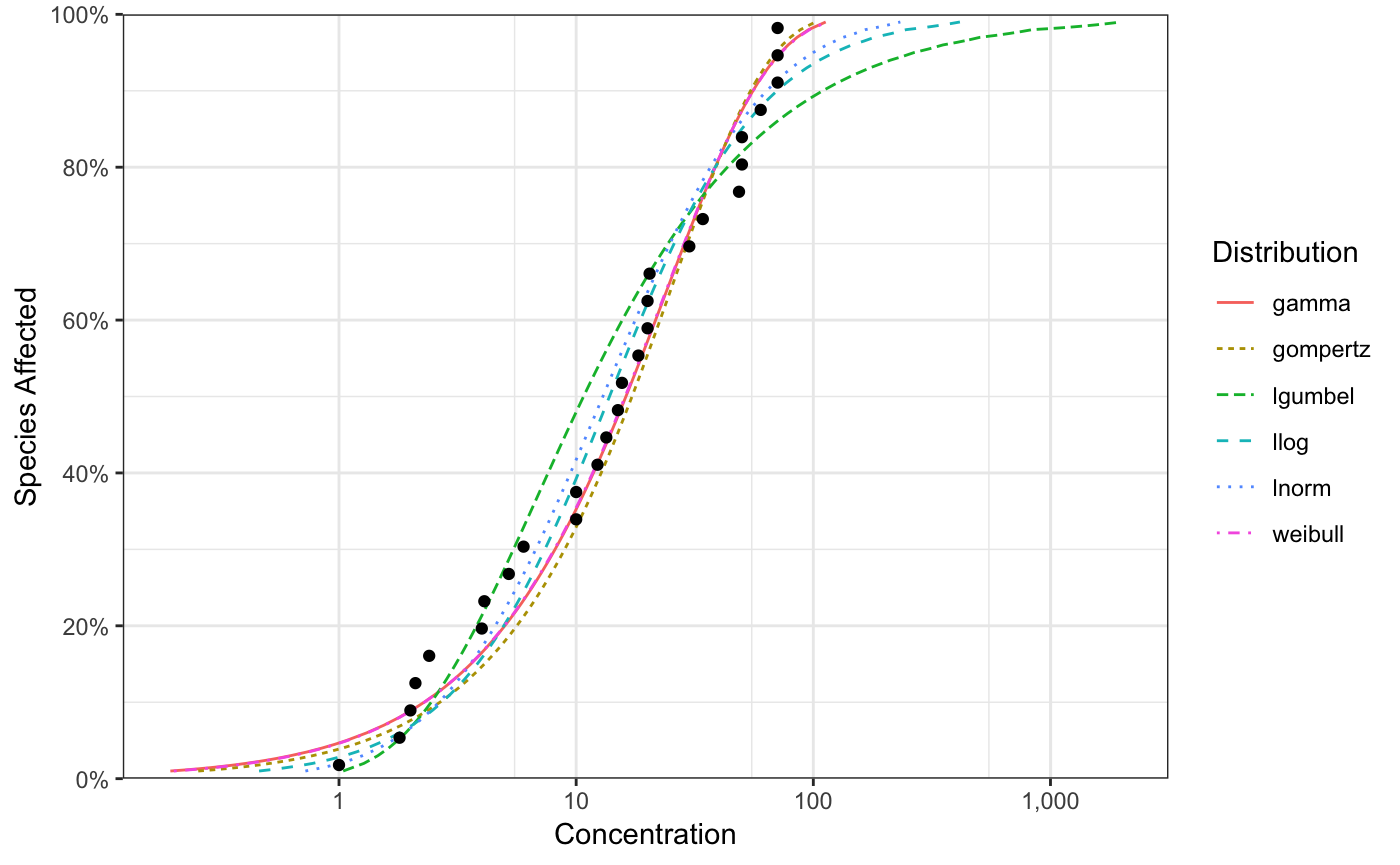 100%
80%
60%
40%
20%
0%
Species Affected
1
10
100
1,000
Concentration
Distribution
gamma
gompertz
lgumbel
llog
lnorm
weibull